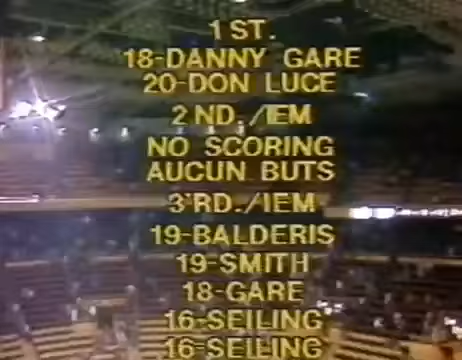 1 ST.
18-DANNY GARE
20-DON LUCE
2 ND./IEM
NO SCORING
AUCUN BUTS
3'RD./IEM
19-BALDERIS
19-SMITH
18-GARE
16-SEILING
16-SEILLING